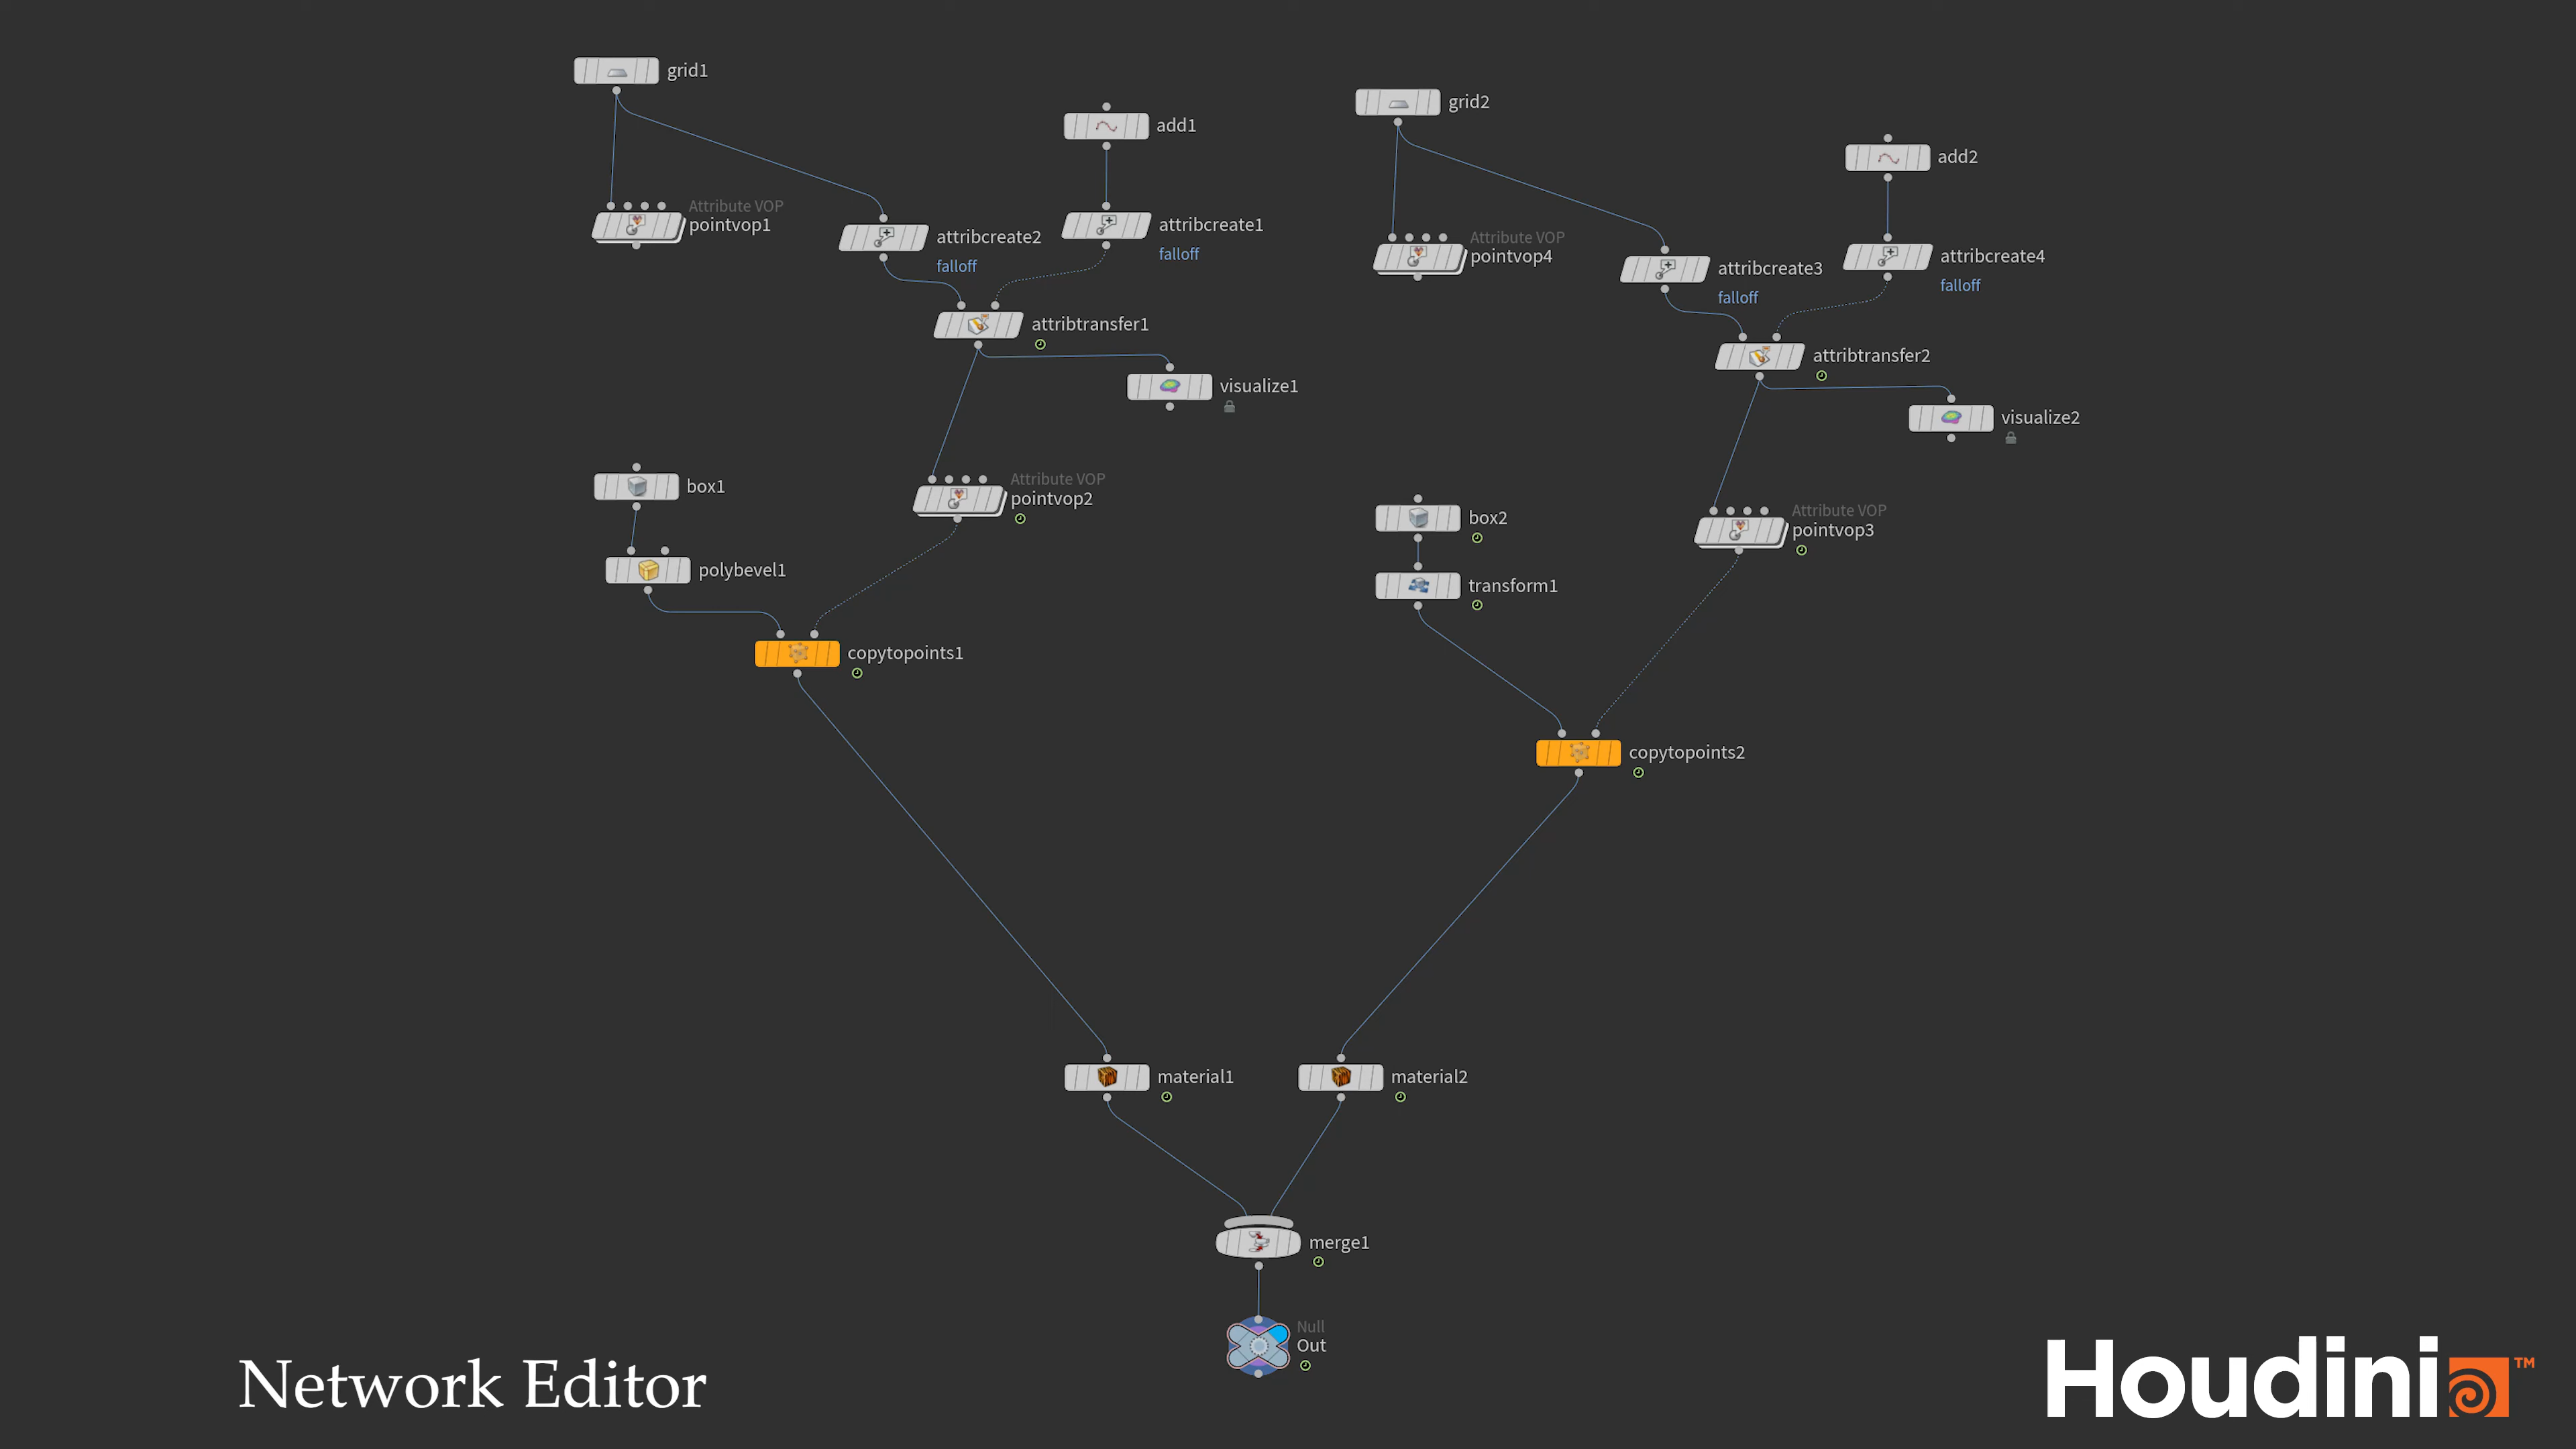 grid1
add1
grid2
add2
Attribute VOP
pointvop1
attribcreate2
falloff
attribcreate1
falloff
Attribute VOP
pointvop4
attribcreate3
falloff
attribcreate4
falloff
attribtransfer1
visualize1
attribtransfer2
visualize2
box1
Attribute VOP
pointvop2
box2
Attribute VOP
pointvop3
polybevel1
transform1
copytopoints1
copytopoints2
material1
material2
merge1
Null
Out
Network Editor
Houdini™